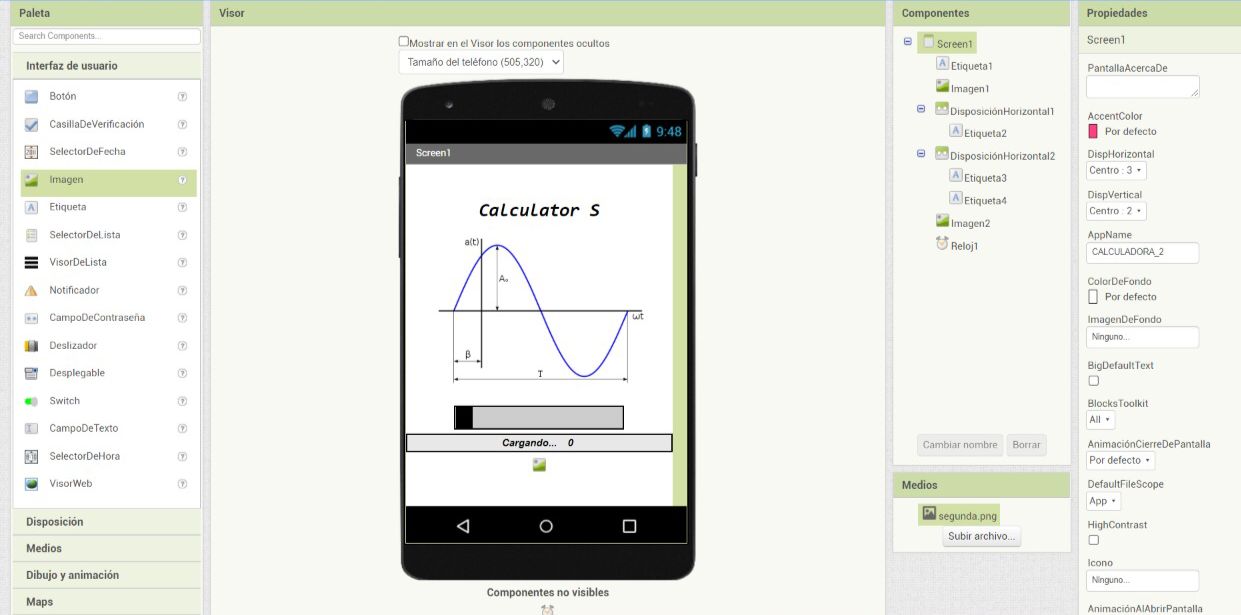 Paleta
Search Components...
Interfaz de usuario
Botón
CasillaDeVerificación
SelectorDeFecha
Imagen
Etiqueta
SelectorDeLista
VisorDeLista
Notificador
CampoDeContraseña
Deslizador
Desplegable
Switch
CampoDeTexto
SelectorDeHora
VisorWeb
Disposición
Medios
Dibujo y animación
Maps
Visor
Mostrar en el Visor los componentes ocultos
Tamaño del teléfono (505,320)
9:48
Screen1
Calculator S
a(t)
A₀
ωt
β
T
Cargando... 0
Componentes no visibles
Componentes
Screen1
Etiqueta1
Imagen1
DisposiciónHorizontal1
Etiqueta2
DisposiciónHorizontal2
Etiqueta3
Etiqueta4
Imagen2
Reloj1
Cambiar nombre Borrar
Medios
segunda.png
Subir archivo...
Propiedades
Screen1
PantallaAcercaDe
AccentColor
Por defecto
DispHorizontal
Centro : 3
DispVertical
Centro : 2
AppName
CALCULADORA_2
ColorDeFondo
Por defecto
ImagenDeFondo
Ninguno...
BigDefaultText
BlocksToolkit
All
AnimaciónCierreDePantalla
Por defecto
DefaultFileScope
App
HighContrast
Icono
Ninguno...
AnimaciónAlAbrirPantalla